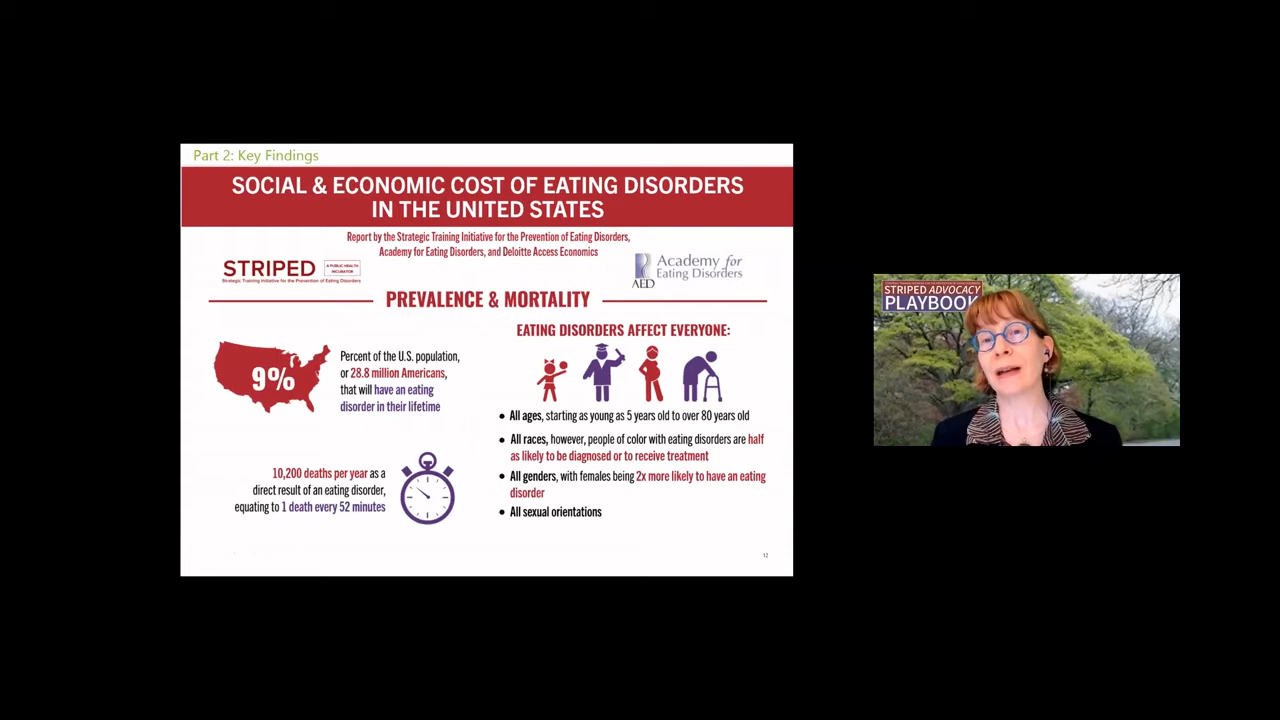 Part 2: Key Findings
SOCIAL & ECONOMIC COST OF EATING DISORDERS
IN THE UNITED STATES
Report by the Strategic Training Initiative for the Prevention of Eating Disorders,
Academy for Eating Disorders, and Deloitte Access Economics
STRIPED
A PUBLIC HEALTH
INCUBATOR
Strategic Training Initiative for the Prevention of Eating Disorders
Academy for
Eating Disorders
AED
PREVALENCE & MORTALITY
9%
Percent of the U.S. population,
or 28.8 million Americans,
that will have an eating
disorder in their lifetime
10,200 deaths per year as a
direct result of an eating disorder,
equating to 1 death every 52 minutes
EATING DISORDERS AFFECT EVERYONE:
• All ages, starting as young as 5 years old to over 80 years old
• All races, however, people of color with eating disorders are half
as likely to be diagnosed or to receive treatment
• All genders, with females being 2x more likely to have an eating
disorder
• All sexual orientations
12
STRIPED ADVOCACY
PLAYBOOK